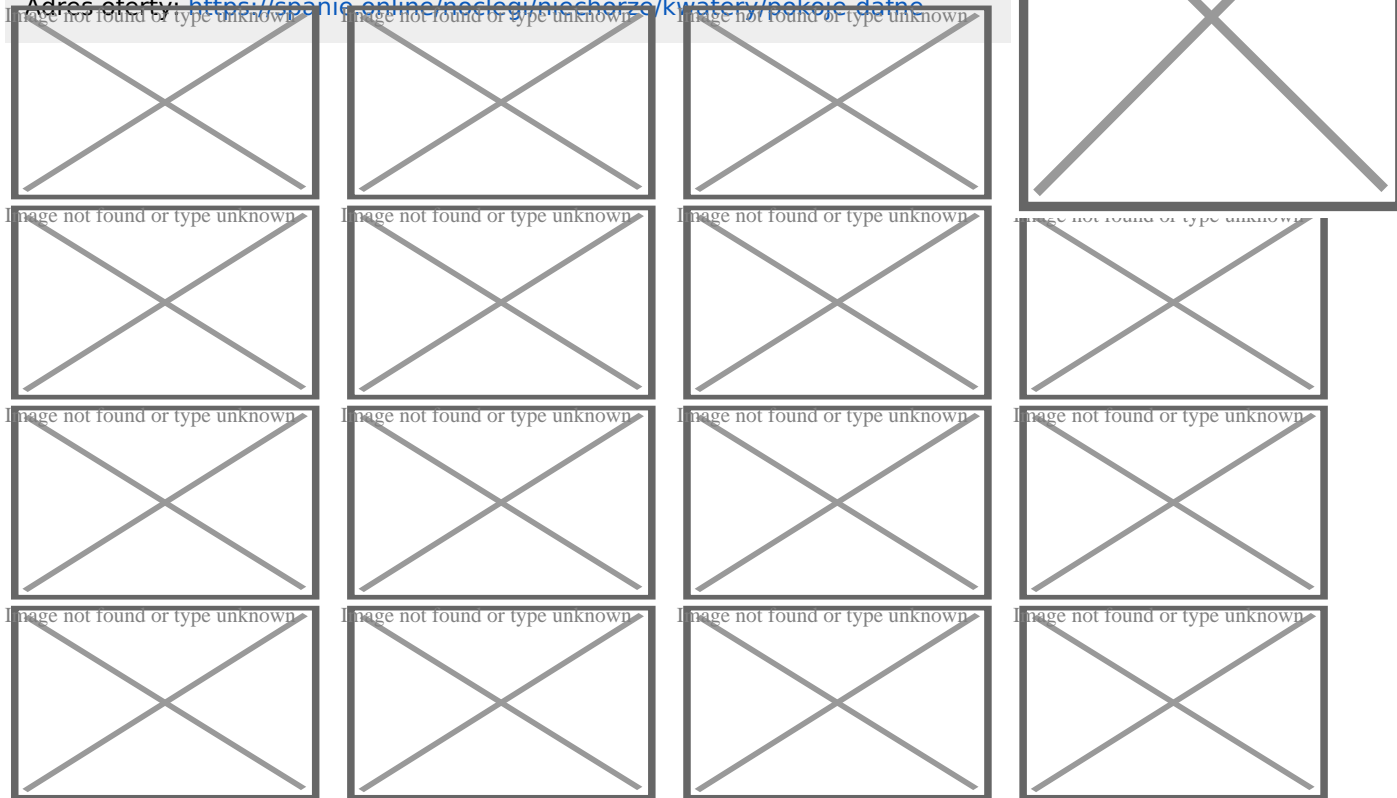 Adres oferty: https://spanie.online/noclegi/niechorze/kwatery/pokoje-datne
Image not found or type unknown Image not found or type unknown Image not found or type unknown
Image not found or type unknown Image not found or type unknown Image not found or type unknown Image not found or type unknown
Image not found or type unknown Image not found or type unknown Image not found or type unknown Image not found or type unknown
Image not found or type unknown Image not found or type unknown Image not found or type unknown Image not found or type unknown